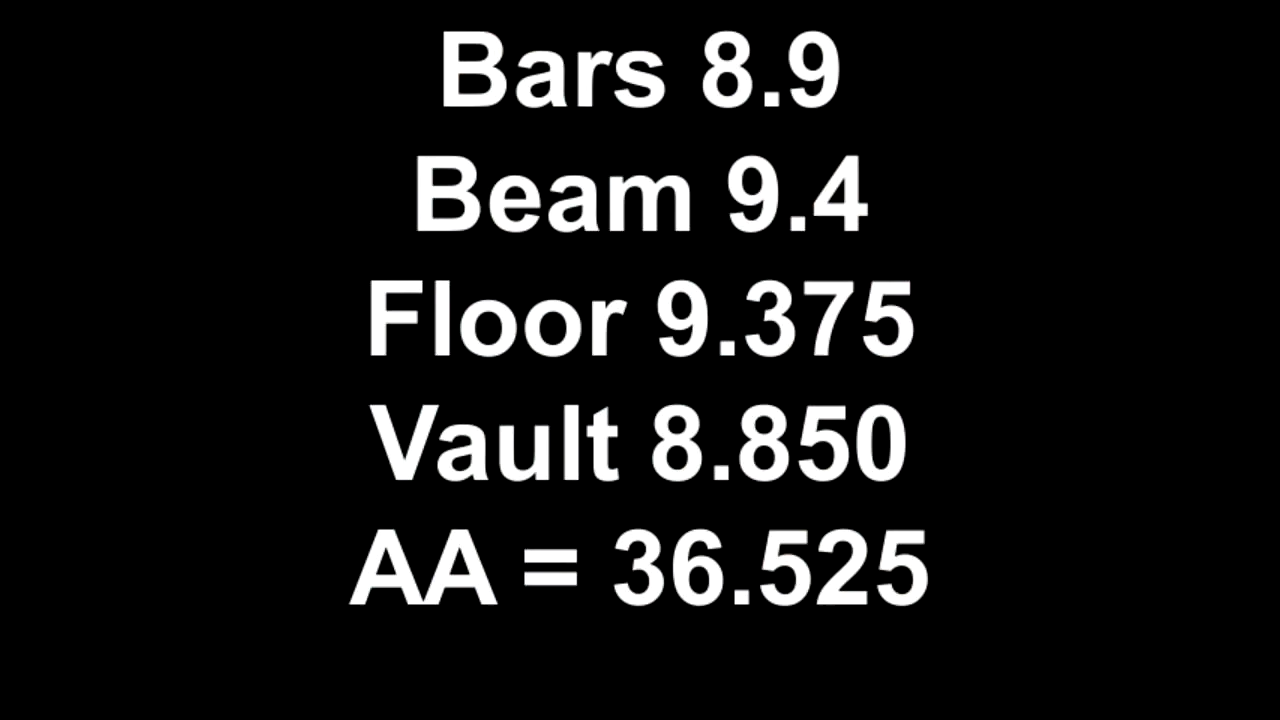 Bars 8.9
Beam 9.4
Floor 9.375
Vault 8.850
AA = 36.525